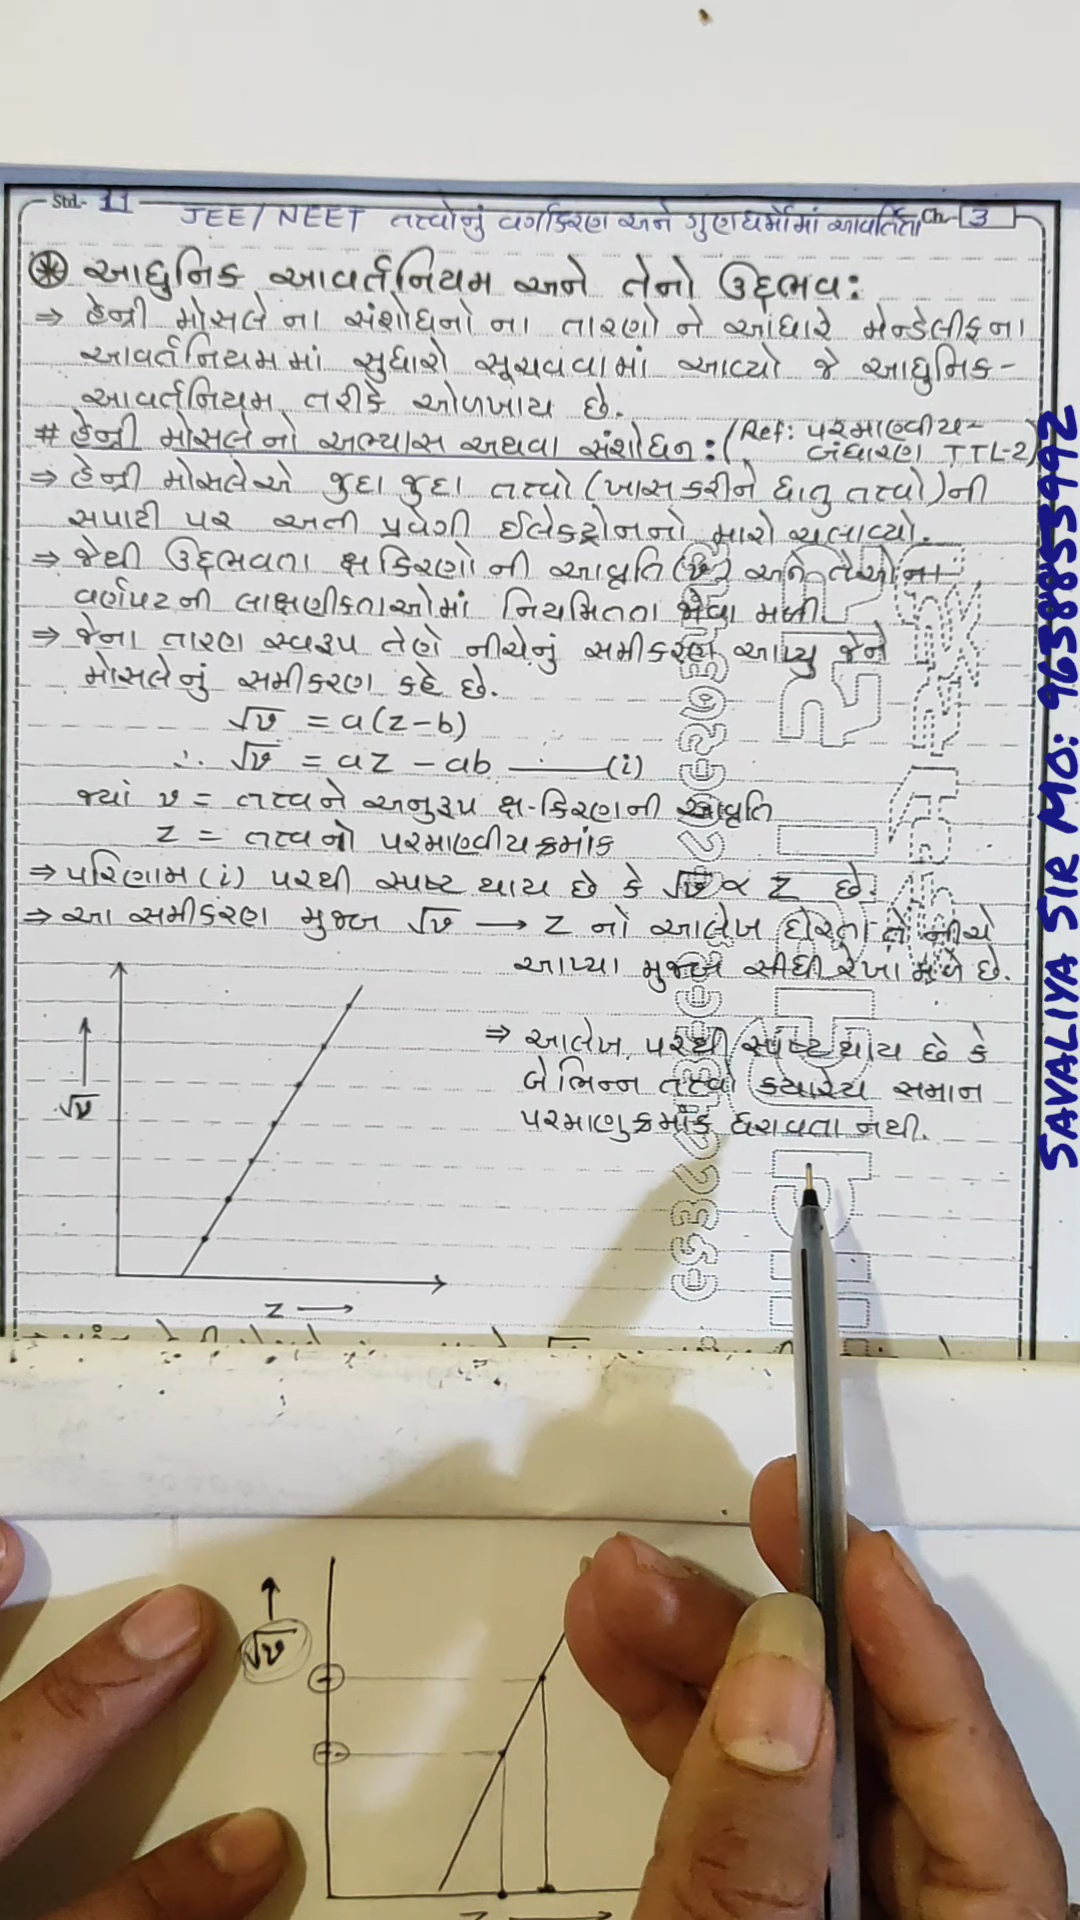 Std.- 11
JEE/NEET તત્ત્વોનું વર્ગીકરણ અને ગુણધર્મોમાં આવર્તિતા Ch.- 3
આધુનિક આવર્તનિયમ અને તેનો ઉદ્દભવ:
⇒ હેન્રી મોસલે ના સંશોધનો ના તારણો ને આધારે મેન્ડેલીફના
આવર્તનિયમમાં સુધારો સૂચવવામાં આવ્યો જે આધુનિક-
આવર્તનિયમ તરીકે ઓળખાય છે.
# હેન્રી મોસલેનો અભ્યાસ અથવા સંશોધન: (Ref: પરમાણ્વીય-
બંધારણ TTL-2)
⇒ હેન્રી મોસલેએ જુદા જુદા તત્ત્વો (ખાસ કરીને ધાતુ તત્ત્વો)ની
સપાટી પર અતી પ્રવેગી ઈલેક્ટ્રોનનો મારો ચલાવ્યો.
⇒ જેથી ઉદ્દભવતા ક્ષ કિરણો ની આવૃતિ (ν) અને તેઓના
વર્ણપટની લાક્ષણીકતાઓમાં નિયમિતતા જોવા મળી.
⇒ જેના તારણ સ્વરૂપ તેણે નીચેનું સમીકરણ આપ્યુ જેને
મોસલેનું સમીકરણ કહે છે.
√ν = a(z-b)
∴ √ν = az - ab ——(i)
જ્યાં ν = તત્ત્વને અનુરૂપ ક્ષ-કિરણની આવૃતિ
Z = તત્ત્વનો પરમાણ્વીય ક્રમાંક
⇒ પરિણામ (i) પરથી સ્પષ્ટ થાય છે કે √ν ∝ Z છે.
⇒ આ સમીકરણ મુજબ √ν → Z નો આલેખ દોરતા તે નીચે
આપ્યા મુજબ સીધી રેખા મળે છે.
⇒ આલેખ પરથી સ્પષ્ટ થાય છે કે
બે ભિન્ન તત્વો ક્યારેય સમાન
પરમાણુક્રમાંક ધરાવતા નથી.
√ν
Z →
√ν
Z →
SAVALIYA SIR MO: 9638853992